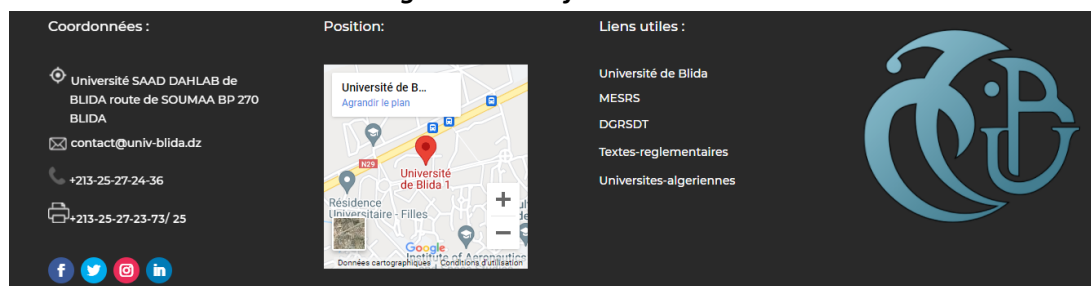 Coordonnées :
Université SAAD DAHLAB de
BLIDA route de SOUMAA BP 270
BLIDA
contact@univ-blida.dz
+213-25-27-24-36
+213-25-27-23-73/ 25
Position:
Université de B...
Agrandir le plan
N29
Université
de Blida 1
Résidence
Universitaire - Filles
Google
Institute of Aeronautics
Données cartographiques
Conditions d'utilisation
Liens utiles :
Université de Blida
MESRS
DGRSDT
Textes-reglementaires
Universites-algeriennes